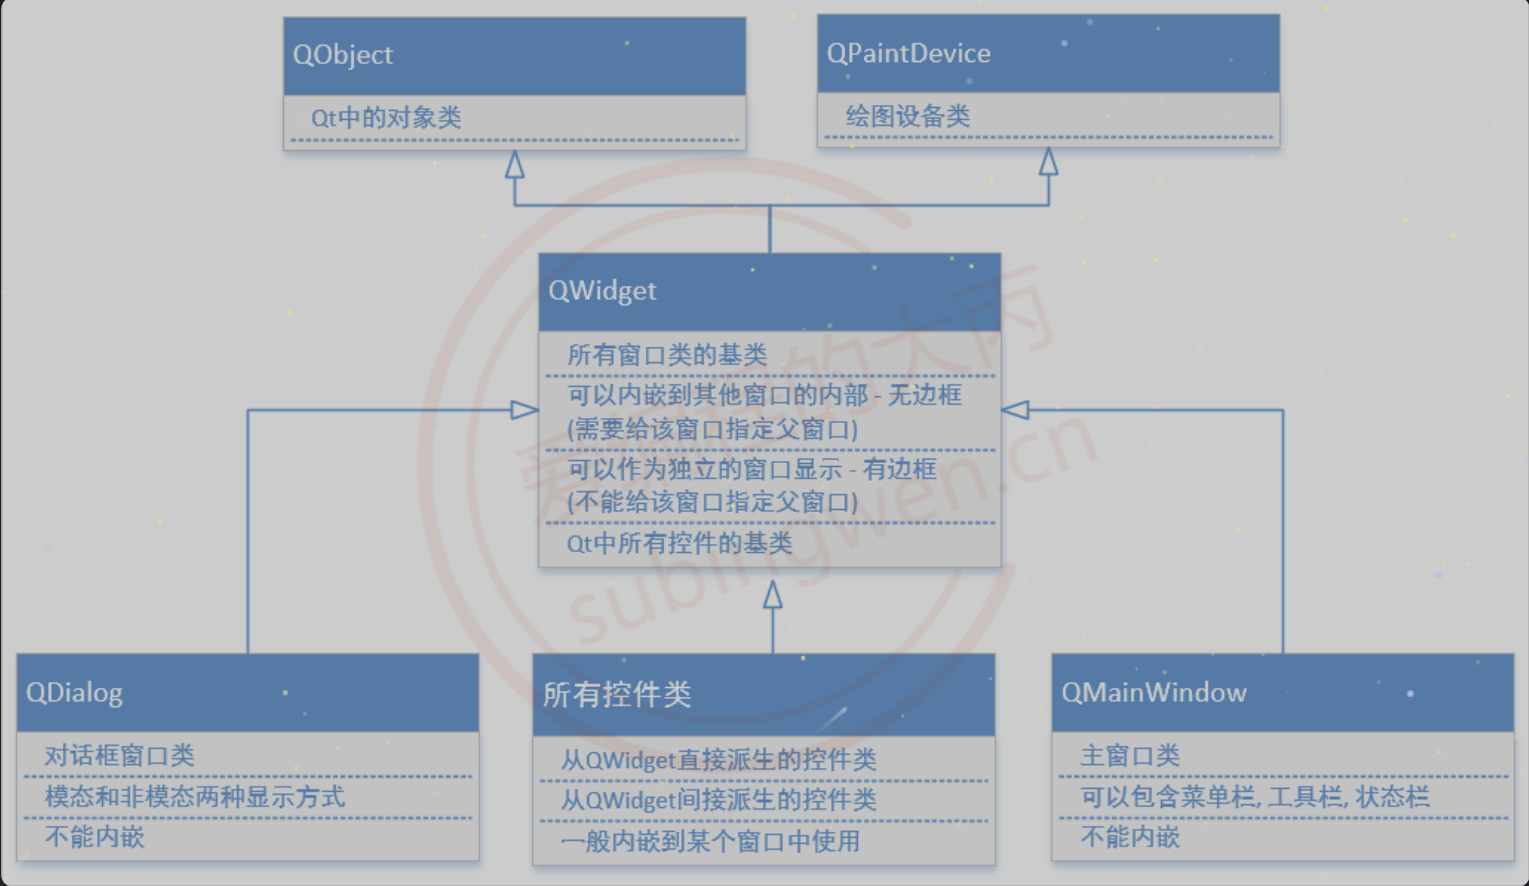 QObject
Qt中的对象类
QPaintDevice
绘图设备类
QWidget
所有窗口类的基类
可以内嵌到其他窗口的内部 - 无边框
(需要给该窗口指定父窗口)
可以作为独立的窗口显示 - 有边框
(不能给该窗口指定父窗口)
Qt中所有控件的基类
QDialog
对话框窗口类
模态和非模态两种显示方式
不能内嵌
所有控件类
从QWidget直接派生的控件类
从QWidget间接派生的控件类
一般内嵌到某个窗口中使用
QMainWindow
主窗口类
可以包含菜单栏, 工具栏, 状态栏
不能内嵌
爱编程的大丙
subingwen.cn